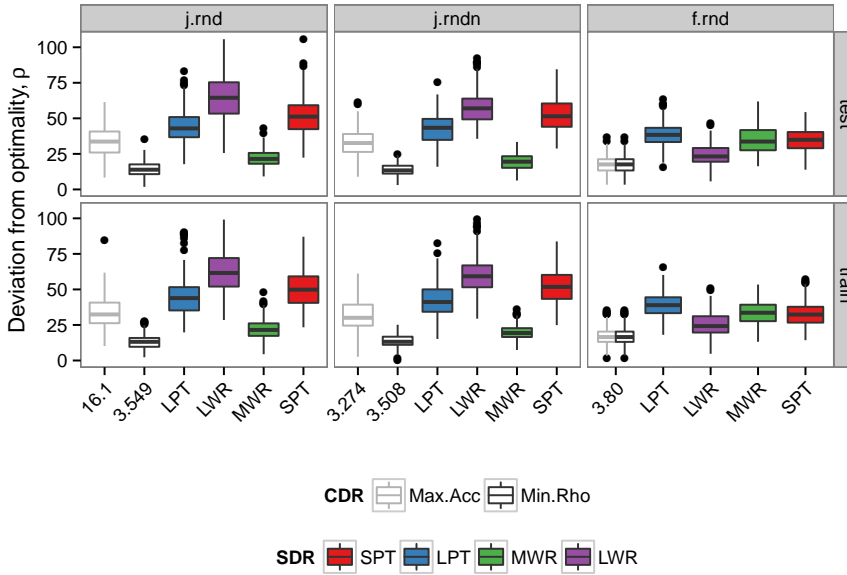 j.rnd j.rndn f.rnd
Deviation from optimality, ρ
100
75
50
25
0
test
100
75
50
25
0
train
16.1 3.549 LPT LWR MWR SPT 3.274 3.508 LPT LWR MWR SPT 3.80 LPT LWR MWR SPT
CDR Max.Acc Min.Rho
SDR SPT LPT MWR LWR